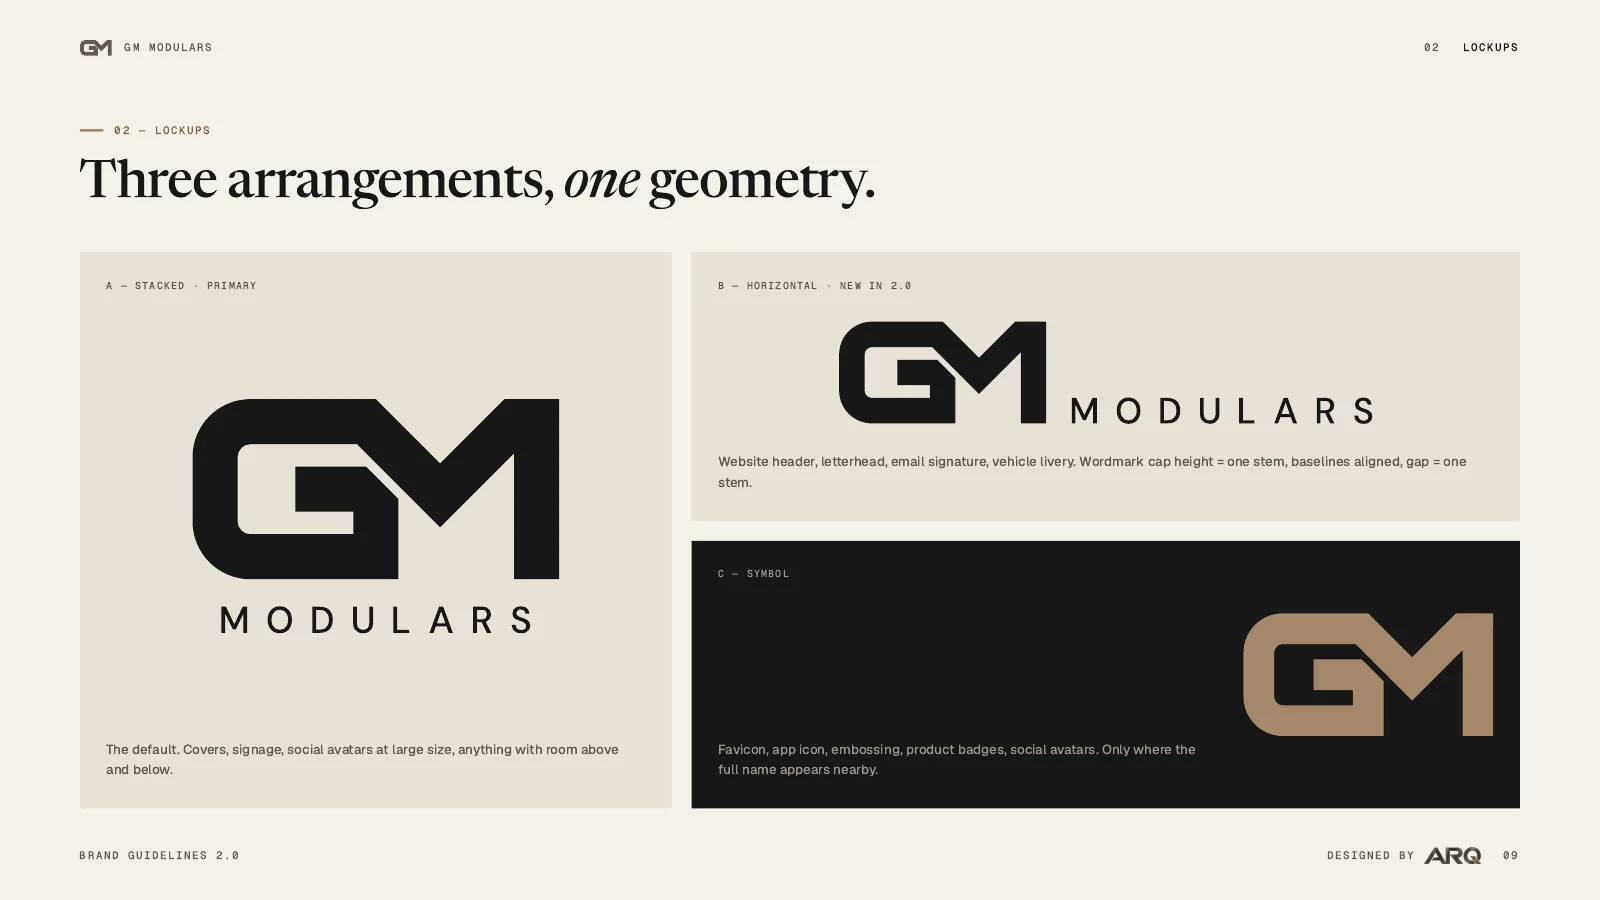 GM GM MODULARS
02 LOCKUPS
02 — LOCKUPS
Three arrangements, one geometry.
A — STACKED · PRIMARY
GM
MODULARS
The default. Covers, signage, social avatars at large size, anything with room above
and below.
B — HORIZONTAL · NEW IN 2.0
GM MODULARS
Website header, letterhead, email signature, vehicle livery. Wordmark cap height = one stem, baselines aligned, gap = one
stem.
C — SYMBOL
GM
Favicon, app icon, embossing, product badges, social avatars. Only where the
full name appears nearby.
BRAND GUIDELINES 2.0
DESIGNED BY ARQ 09